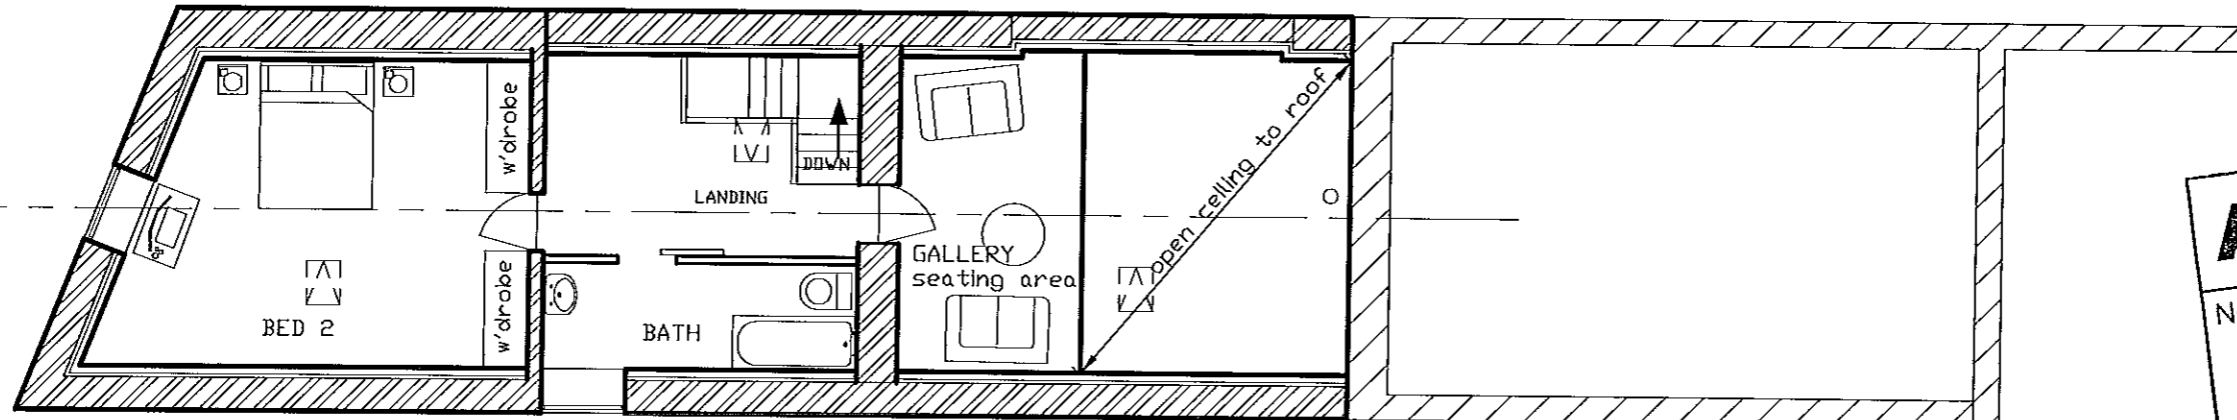 w'drobe
DOWN
LANDING
open ceiling to roof
GALLERY
seating area
w'drobe
BED 2
BATH
N